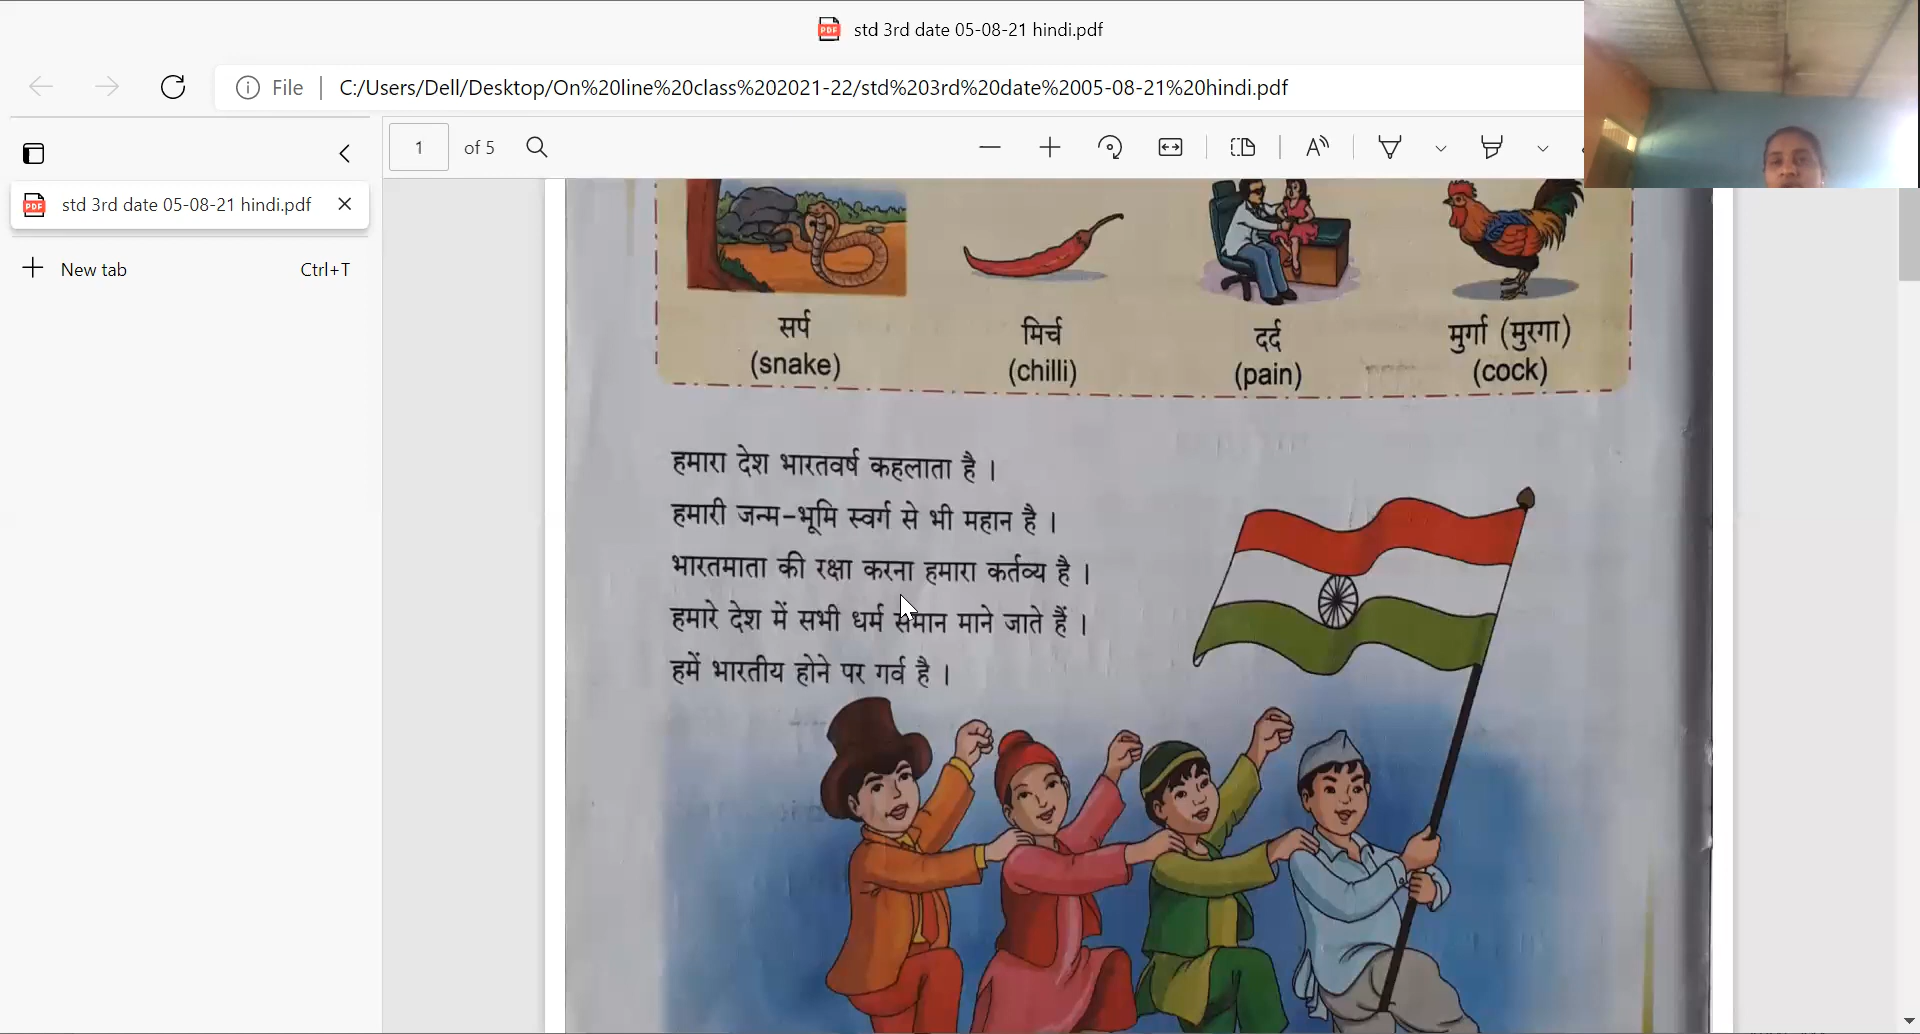 std 3rd date 05-08-21 hindi.pdf
File
C:/Users/Dell/Desktop/On%20line%20class%202021-22/std%203rd%20date%2005-08-21%20hindi.pdf
1 of 5
std 3rd date 05-08-21 hindi.pdf
New tab Ctrl+T
सर्प मिर्च दर्द मुर्गा (मुरगा)
(snake) (chilli) (pain) (cock)
हमारा देश भारतवर्ष कहलाता है ।
हमारी जन्म-भूमि स्वर्ग से भी महान है ।
भारतमाता की रक्षा करना हमारा कर्तव्य है ।
हमारे देश में सभी धर्म समान माने जाते हैं ।
हमें भारतीय होने पर गर्व है ।